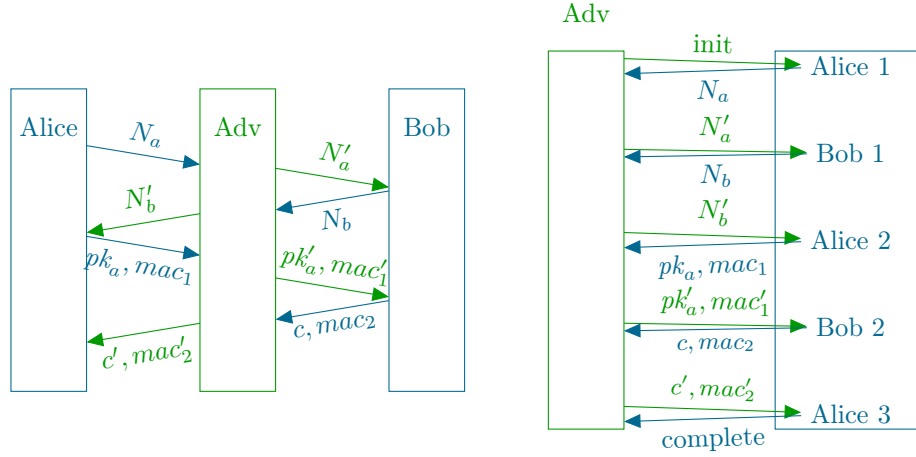 Alice
Adv
Bob
N_a
N'_a
N'_b
N_b
pk_a, mac_1
pk'_a, mac'_1
c, mac_2
c', mac'_2
Adv
init
Alice 1
N_a
N'_a
Bob 1
N_b
N'_b
Alice 2
pk_a, mac_1
pk'_a, mac'_1
Bob 2
c, mac_2
c', mac'_2
Alice 3
complete